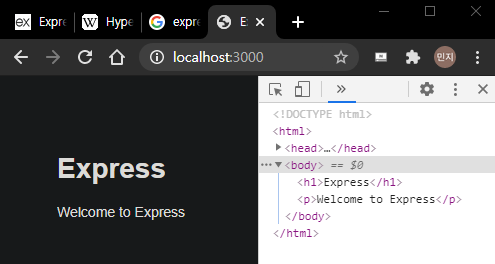 ex Expre W Hype G expre E
localhost:3000 민지
Express
Welcome to Express
»
<!DOCTYPE html>
<html>
<head>…</head>
<body> == $0
<h1>Express</h1>
<p>Welcome to Express</p>
</body>
</html>